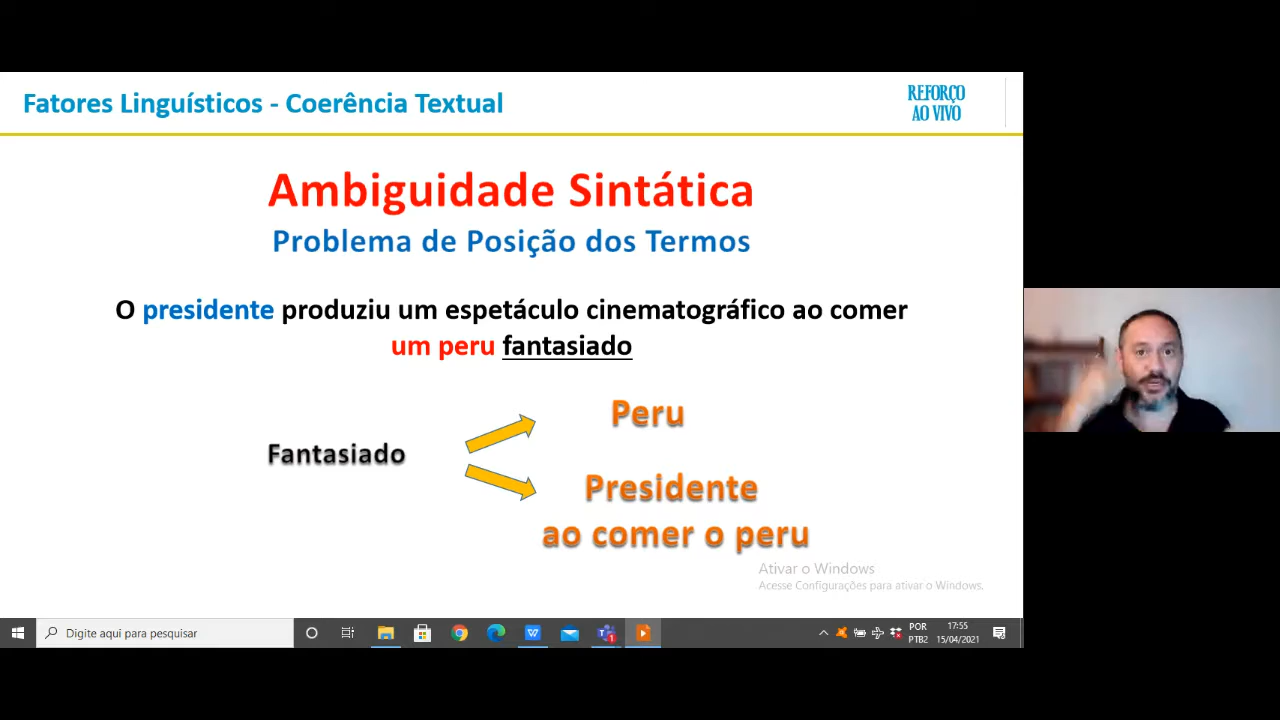 Fatores Linguísticos - Coerência Textual
REFORÇO
AO VIVO
Ambiguidade Sintática
Problema de Posição dos Termos
O presidente produziu um espetáculo cinematográfico ao comer
um peru fantasiado
Peru
Fantasiado
Presidente
ao comer o peru
Ativar o Windows
Acesse Configurações para ativar o Windows.
Digite aqui para pesquisar
POR
PTB2
17:55
15/04/2021